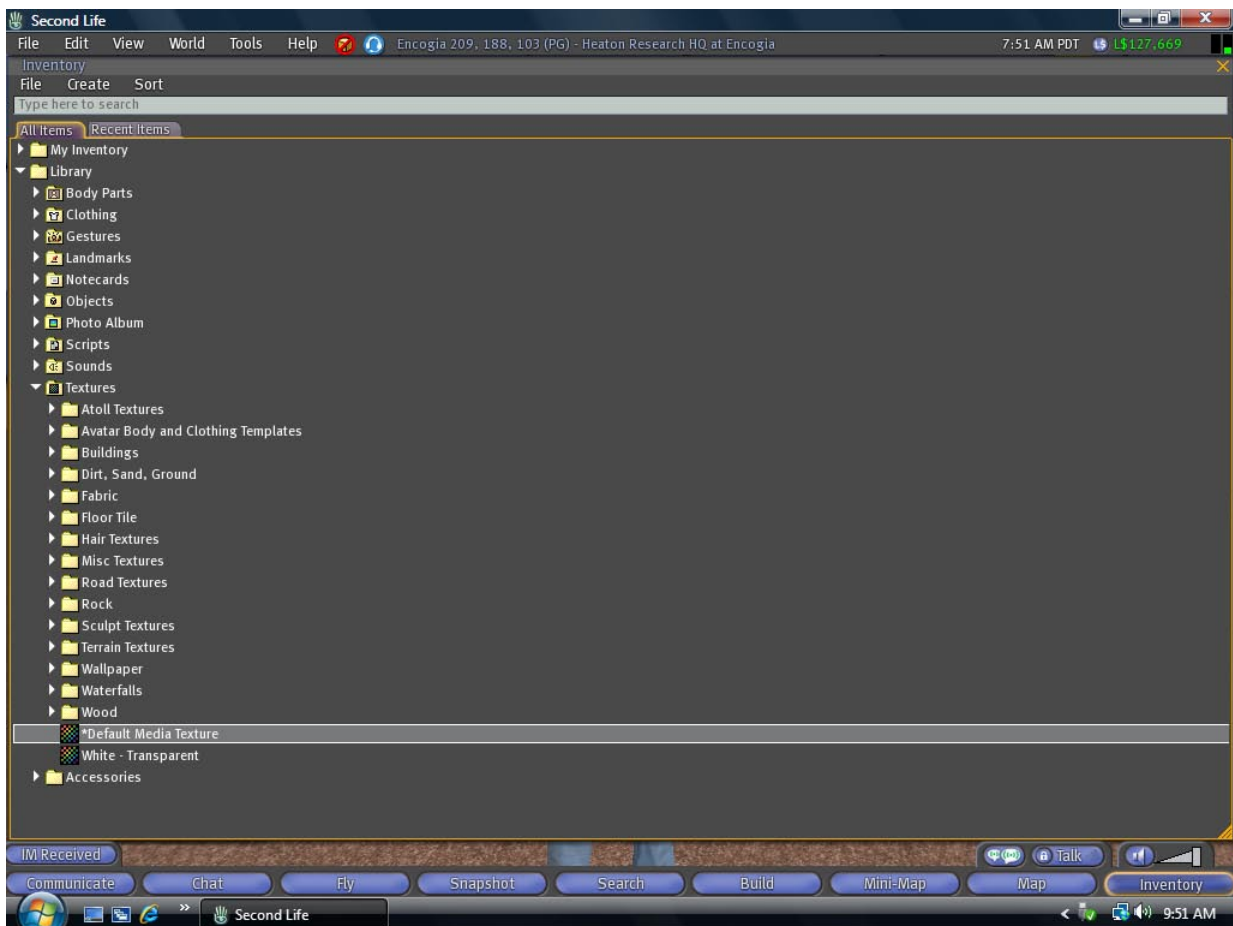 Second Life
File Edit View World Tools Help Encogia 209, 188, 103 (PG) - Heaton Research HQ at Encogia 7:51 AM PDT L$127,669
Inventory
File Create Sort
Type here to search
All Items Recent Items
My Inventory
Library
Body Parts
Clothing
Gestures
Landmarks
Notecards
Objects
Photo Album
Scripts
Sounds
Textures
Atoll Textures
Avatar Body and Clothing Templates
Buildings
Dirt, Sand, Ground
Fabric
Floor Tile
Hair Textures
Misc Textures
Road Textures
Rock
Sculpt Textures
Terrain Textures
Wallpaper
Waterfalls
Wood
*Default Media Texture
White - Transparent
Accessories
IM Received Talk
Communicate Chat Fly Snapshot Search Build Mini-Map Map Inventory
Second Life 9:51 AM